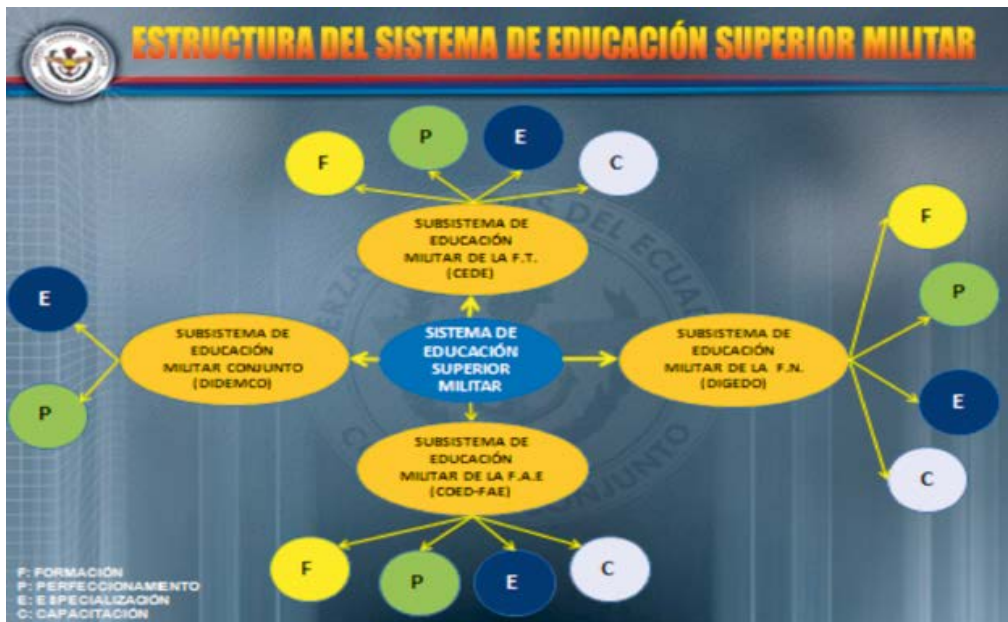 ESTRUCTURA DEL SISTEMA DE EDUCACIÓN SUPERIOR MILITAR
F
P
E
C
SUBSISTEMA DE
EDUCACIÓN
MILITAR DE LA F.T.
(CEDE)
F
P
E
C
E
P
SUBSISTEMA DE
EDUCACIÓN
MILITAR CONJUNTO
(DIDEMCO)
SISTEMA DE
EDUCACIÓN
SUPERIOR
MILITAR
SUBSISTEMA DE
EDUCACIÓN
MILITAR DE LA F.N.
(DIGEDO)
SUBSISTEMA DE
EDUCACIÓN
MILITAR DE LA F.A.E
(COED-FAE)
F
P
E
C
F: FORMACIÓN
P: PERFECCIONAMIENTO
E: ESPECIALIZACIÓN
C: CAPACITACIÓN